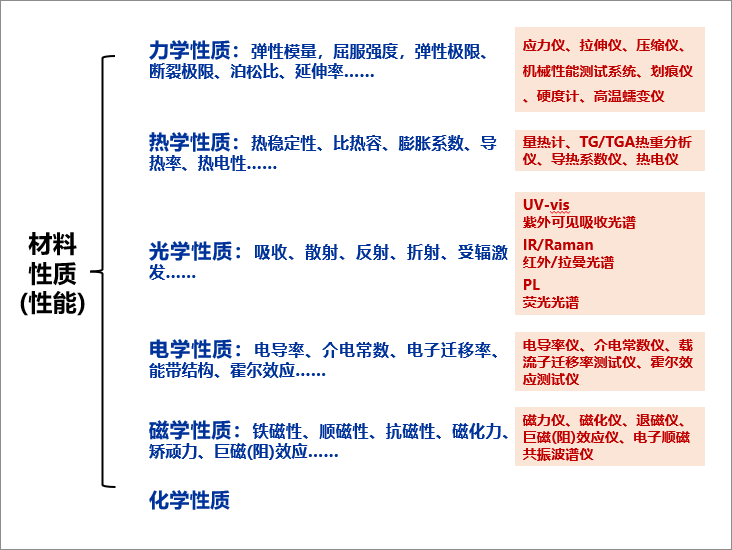 材料
性质
(性能)
力学性质：弹性模量，屈服强度，弹性极限、
断裂极限、泊松比、延伸率……
应力仪、拉伸仪、压缩仪、
机械性能测试系统、划痕仪
、硬度计、高温蠕变仪
热学性质：热稳定性、比热容、膨胀系数、导
热率、热电性……
量热计、TG/TGA热重分析
仪、导热系数仪、热电仪
光学性质：吸收、散射、反射、折射、受辐激
发……
UV-vis
紫外可见吸收光谱
IR/Raman
红外/拉曼光谱
PL
荧光光谱
电学性质：电导率、介电常数、电子迁移率、
能带结构、霍尔效应……
电导率仪、介电常数仪、载
流子迁移率测试仪、霍尔效
应测试仪
磁学性质：铁磁性、顺磁性、抗磁性、磁化力、
矫顽力、巨磁(阻)效应……
磁力仪、磁化仪、退磁仪、
巨磁(阻)效应仪、电子顺磁
共振波谱仪
化学性质